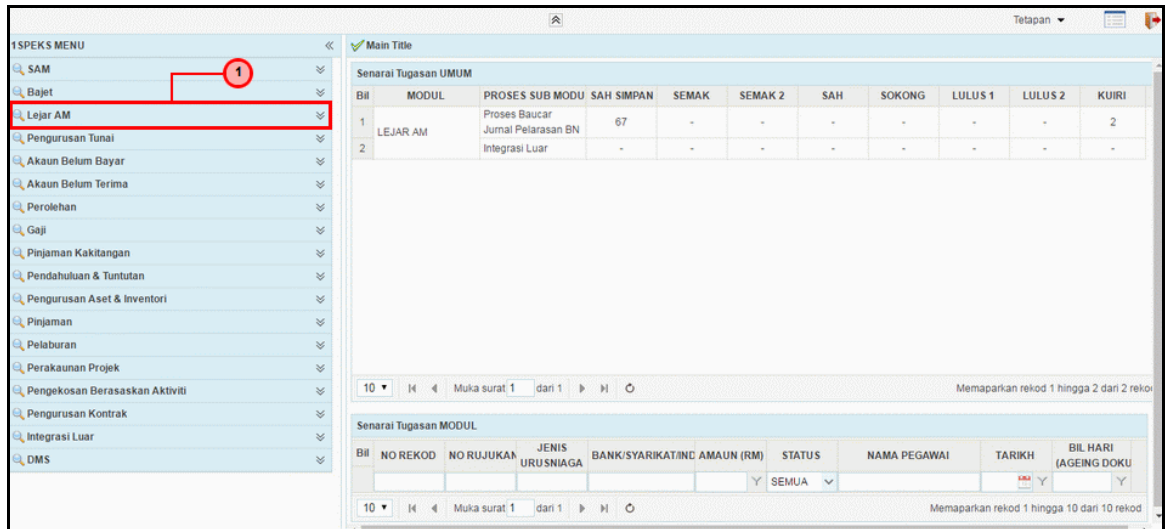 Tetapan
1SPEKS MENU
SAM
1
Bajet
Lejar AM
Pengurusan Tunai
Akaun Belum Bayar
Akaun Belum Terima
Perolehan
Gaji
Pinjaman Kakitangan
Pendahuluan & Tuntutan
Pengurusan Aset & Inventori
Pinjaman
Pelaburan
Perakaunan Projek
Pengekosan Berasaskan Aktiviti
Pengurusan Kontrak
Integrasi Luar
DMS
Main Title
Senarai Tugasan UMUM
Bil MODUL PROSES SUB MODU SAH SIMPAN SEMAK SEMAK 2 SAH SOKONG LULUS 1 LULUS 2 KUIRI
1 LEJAR AM Proses Baucar Jurnal Pelarasan BN 67 - - - - - - 2
2 Integrasi Luar - - - - - - - -
10 Muka surat 1 dari 1 Memaparkan rekod 1 hingga 2 dari 2 reko
Senarai Tugasan MODUL
Bil NO REKOD NO RUJUKAN JENIS URUSNIAGA BANK/SYARIKAT/IND AMAUN (RM) STATUS NAMA PEGAWAI TARIKH BIL HARI (AGEING DOKU
SEMUA
10 Muka surat 1 dari 1 Memaparkan rekod 1 hingga 10 dari 10 rekod